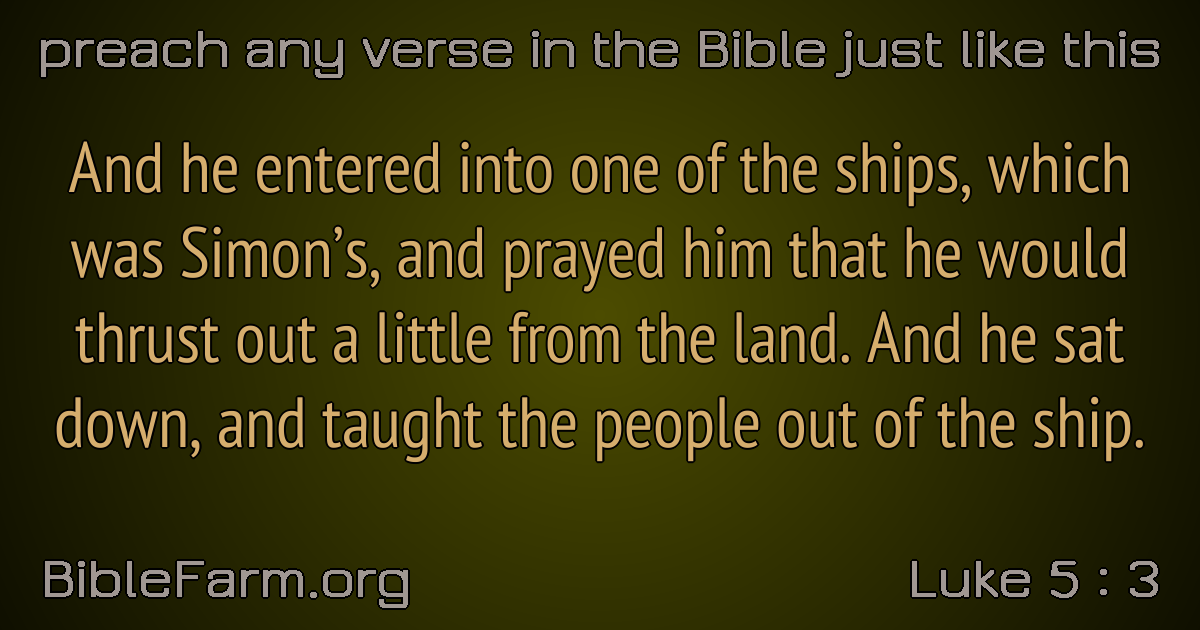 preach any verse in the Bible just like this
And he entered into one of the ships, which
was Simon’s, and prayed him that he would
thrust out a little from the land. And he sat
down, and taught the people out of the ship.
BibleFarm.org
Luke 5 : 3